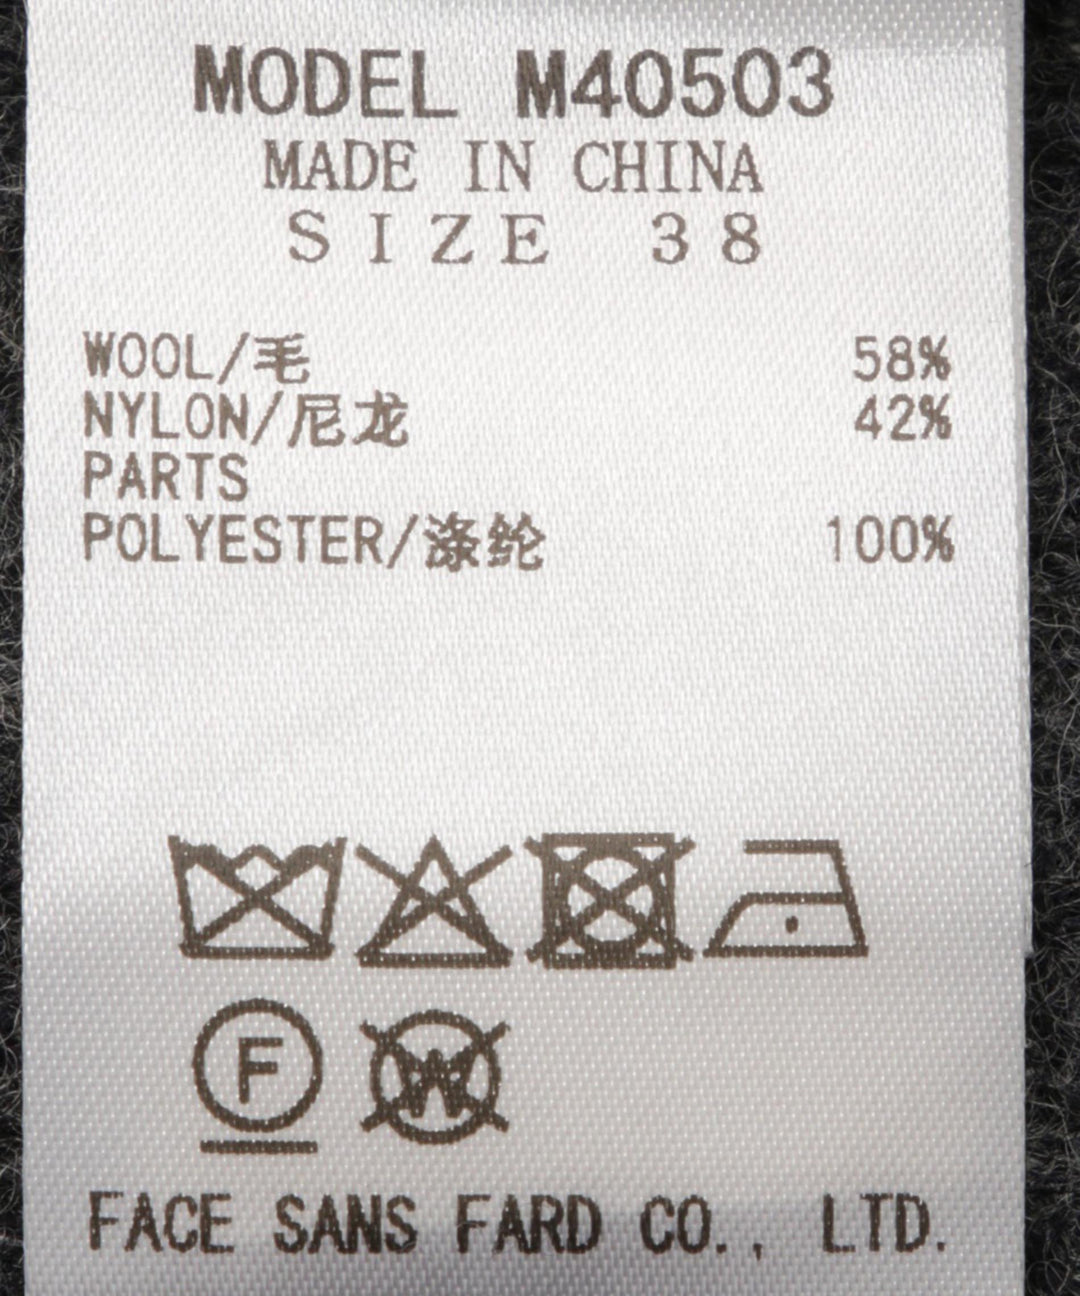 MODEL M40503
MADE IN CHINA
SIZE 38
WOOL/毛 58%
NYLON/尼龙 42%
PARTS
POLYESTER/涤纶 100%
F W
FACE SANS FARD CO., LTD.